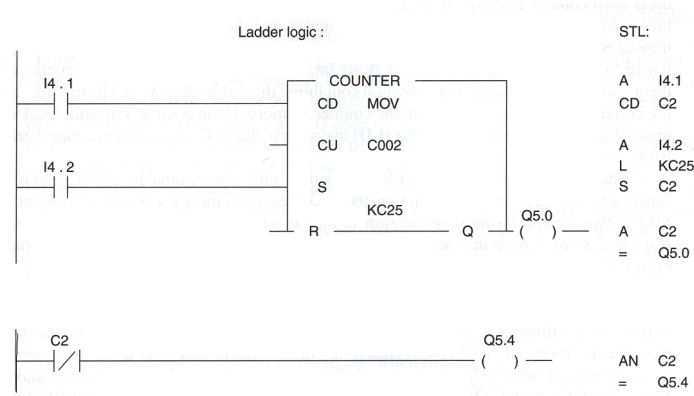 Ladder logic :
STL:
I4 . 1
COUNTER
CD MOV
CU C002
I4 . 2
S
KC25
R Q
Q5.0
( )
A I4.1
CD C2
A I4.2
L KC25
S C2
A C2
= Q5.0
C2
Q5.4
( )
AN C2
= Q5.4